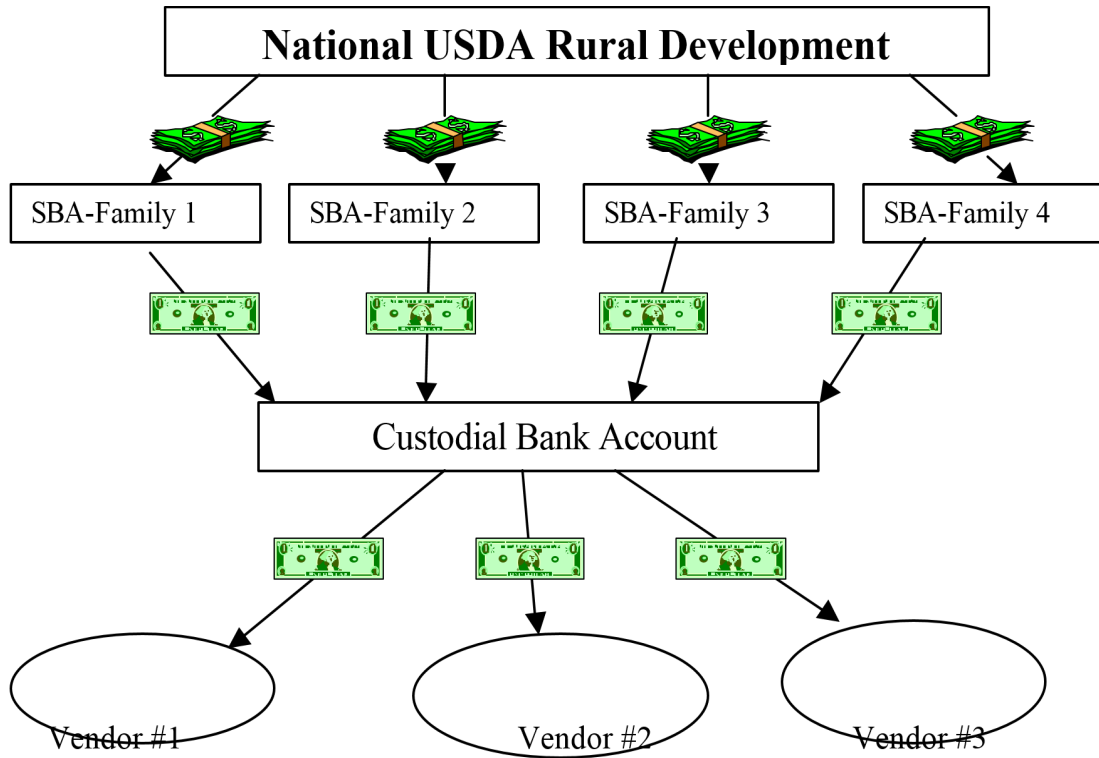 National USDA Rural Development
SBA-Family 1
SBA-Family 2
SBA-Family 3
SBA-Family 4
Custodial Bank Account
Vendor #1
Vendor #2
Vendor #3